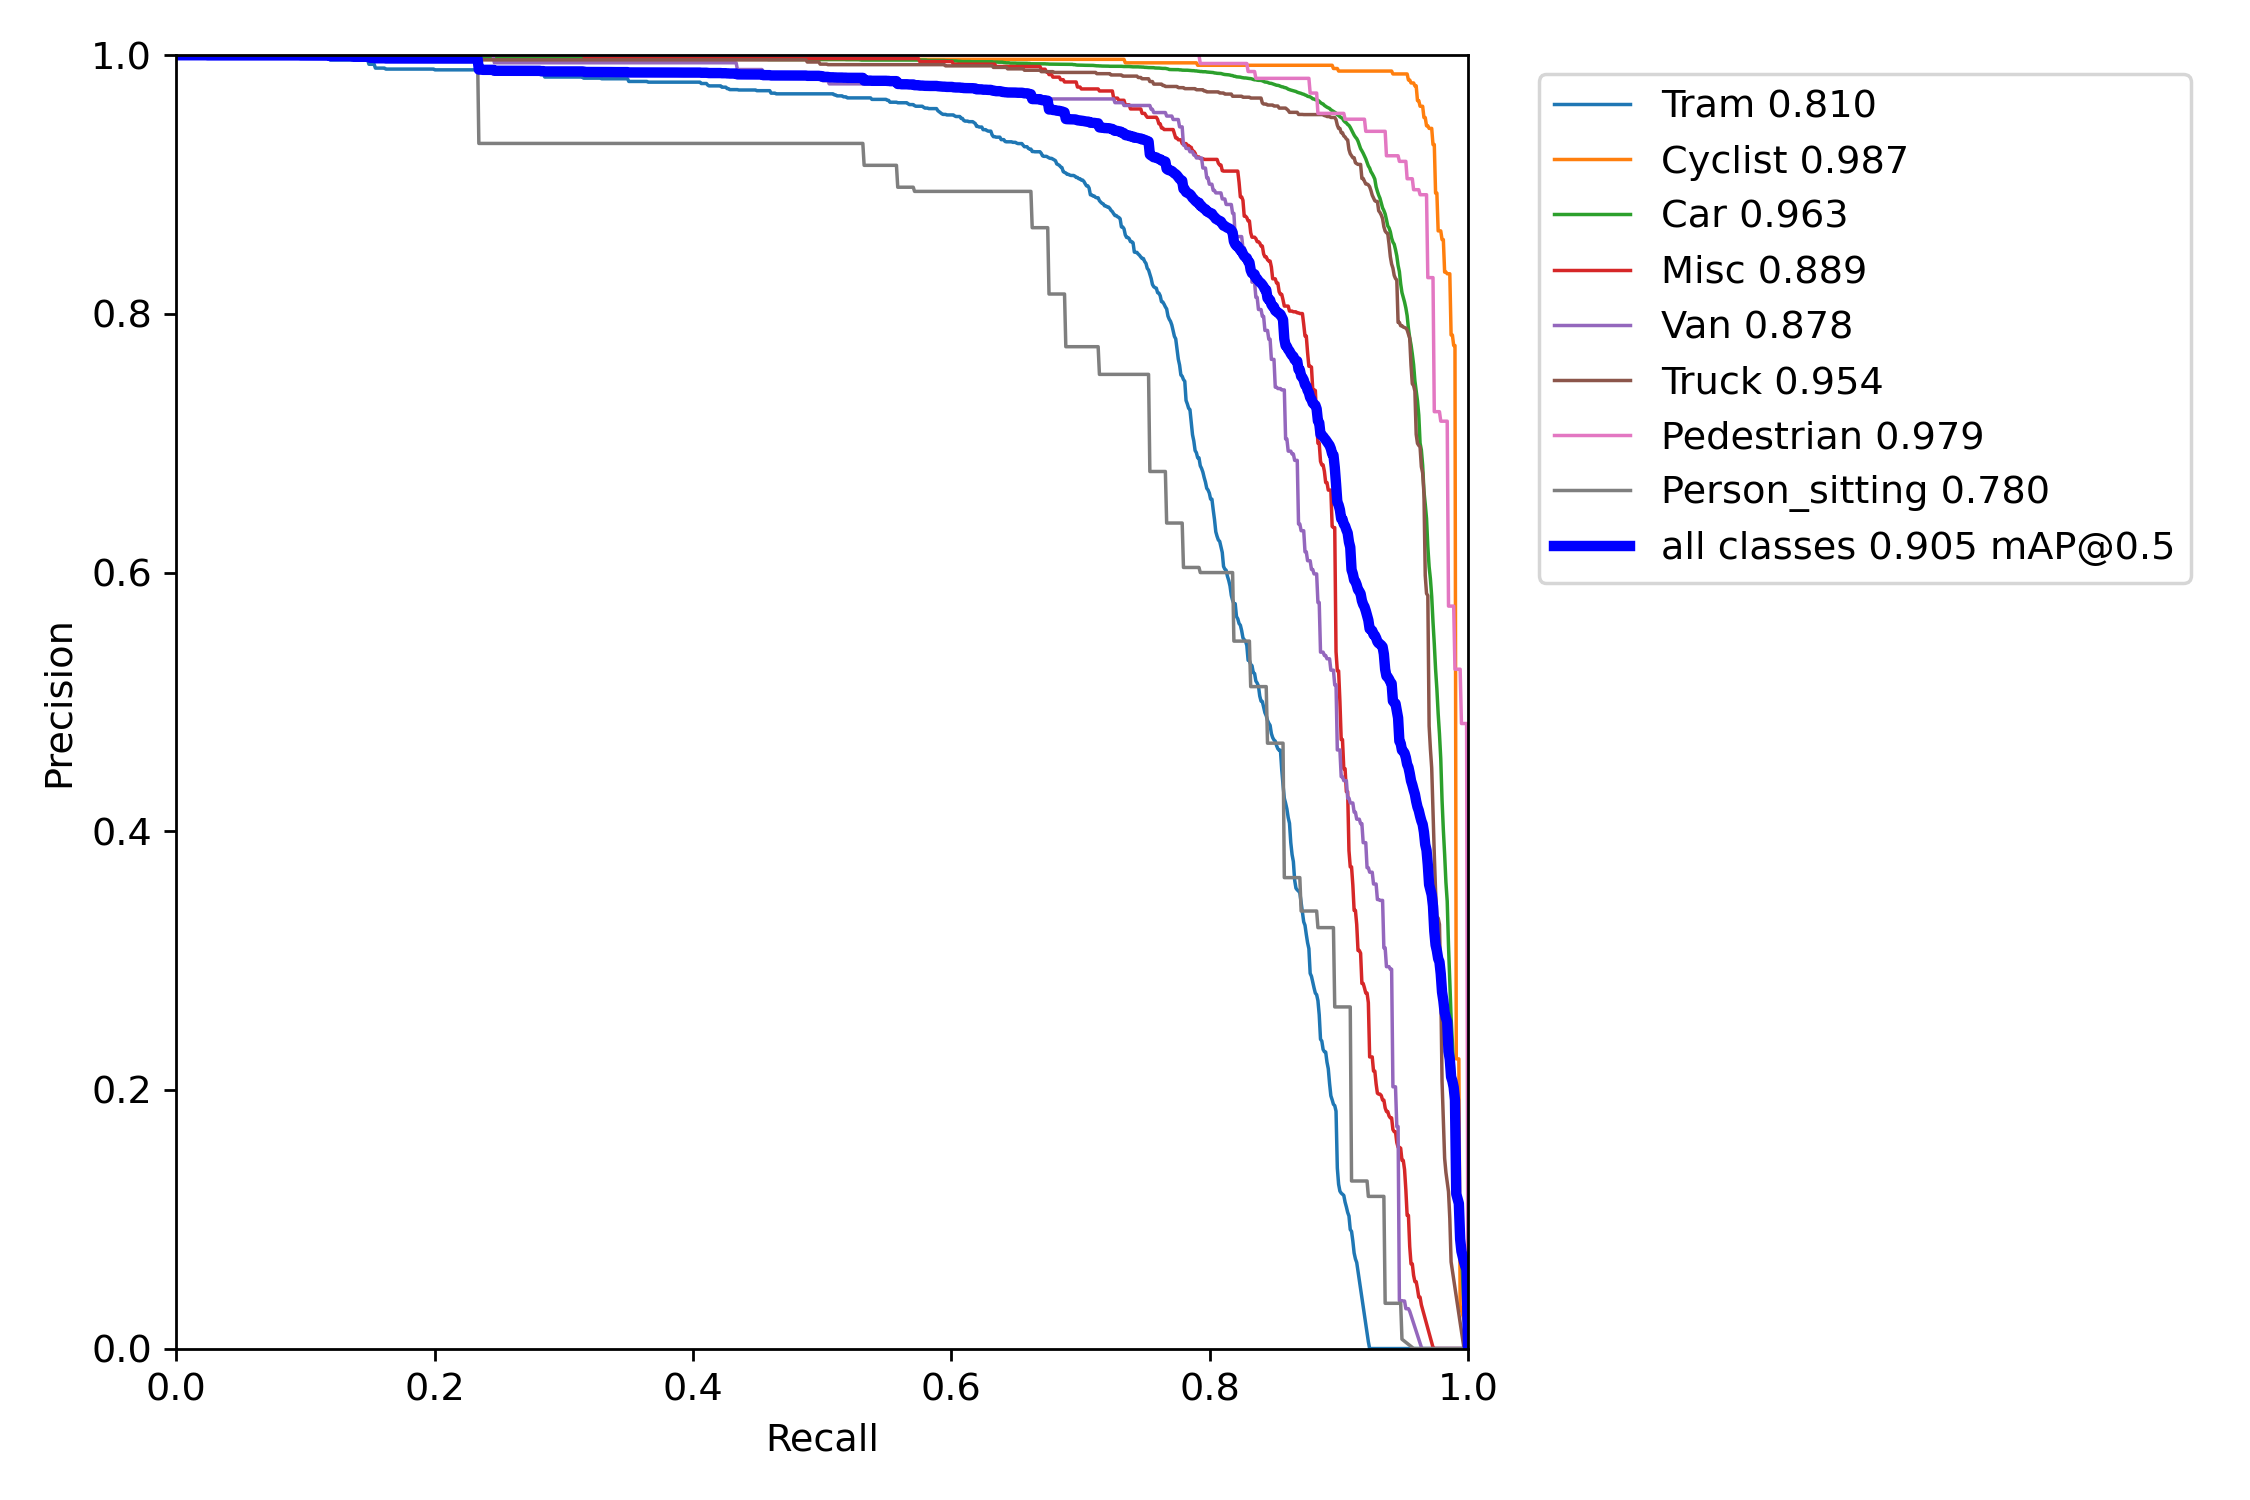 1.0
0.8
0.6
0.4
0.2
0.0
0.0 0.2 0.4 0.6 0.8 1.0
Precision
Recall
Tram 0.810
Cyclist 0.987
Car 0.963
Misc 0.889
Van 0.878
Truck 0.954
Pedestrian 0.979
Person_sitting 0.780
all classes 0.905 mAP@0.5